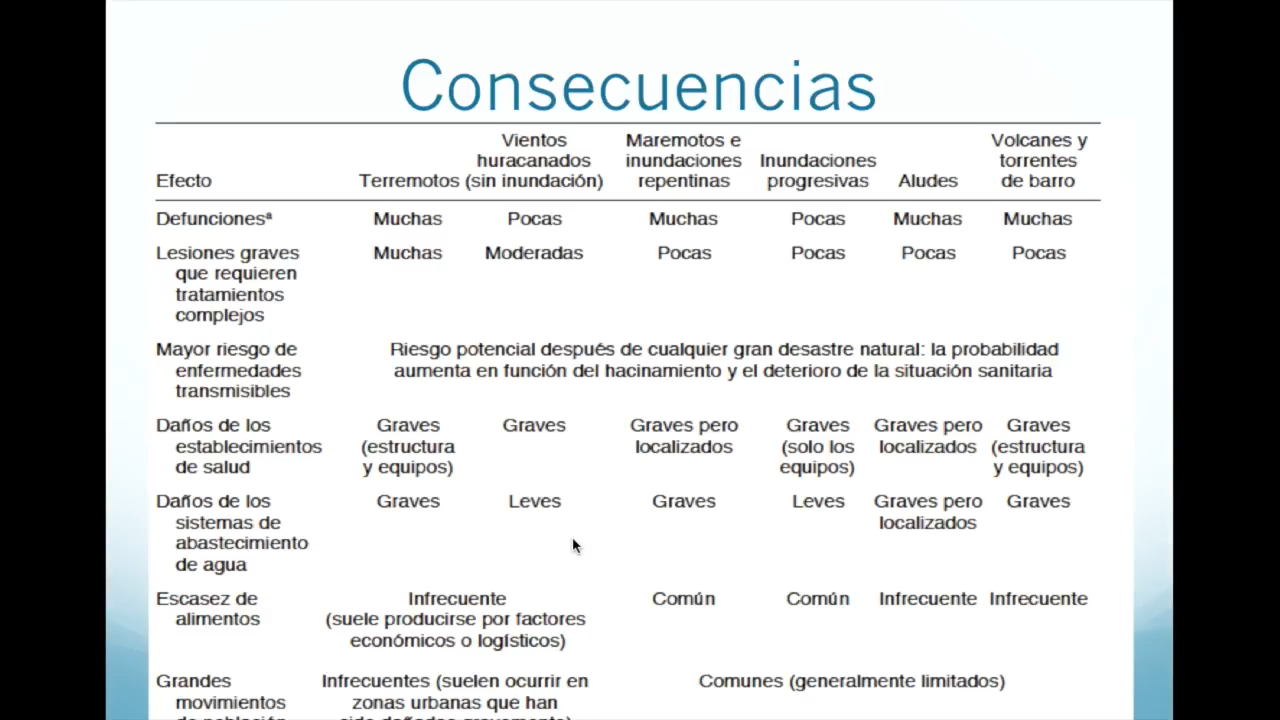 Consecuencias
Vientos Maremotos e Volcanes y
huracanados inundaciones Inundaciones torrentes
Efecto Terremotos (sin inundación) repentinas progresivas Aludes de barro
Defuncionesª Muchas Pocas Muchas Pocas Muchas Muchas
Lesiones graves Muchas Moderadas Pocas Pocas Pocas Pocas
que requieren
tratamientos
complejos
Mayor riesgo de Riesgo potencial después de cualquier gran desastre natural: la probabilidad
enfermedades aumenta en función del hacinamiento y el deterioro de la situación sanitaria
transmisibles
Daños de los Graves Graves Graves pero Graves Graves pero Graves
establecimientos (estructura localizados (solo los localizados (estructura
de salud y equipos) equipos) y equipos)
Daños de los Graves Leves Graves Leves Graves pero Graves
sistemas de localizados
abastecimiento
de agua
Escasez de Infrecuente Común Común Infrecuente Infrecuente
alimentos (suele producirse por factores
económicos o logísticos)
Grandes Infrecuentes (suelen ocurrir en Comunes (generalmente limitados)
movimientos zonas urbanas que han
de población sido dañadas gravemente)